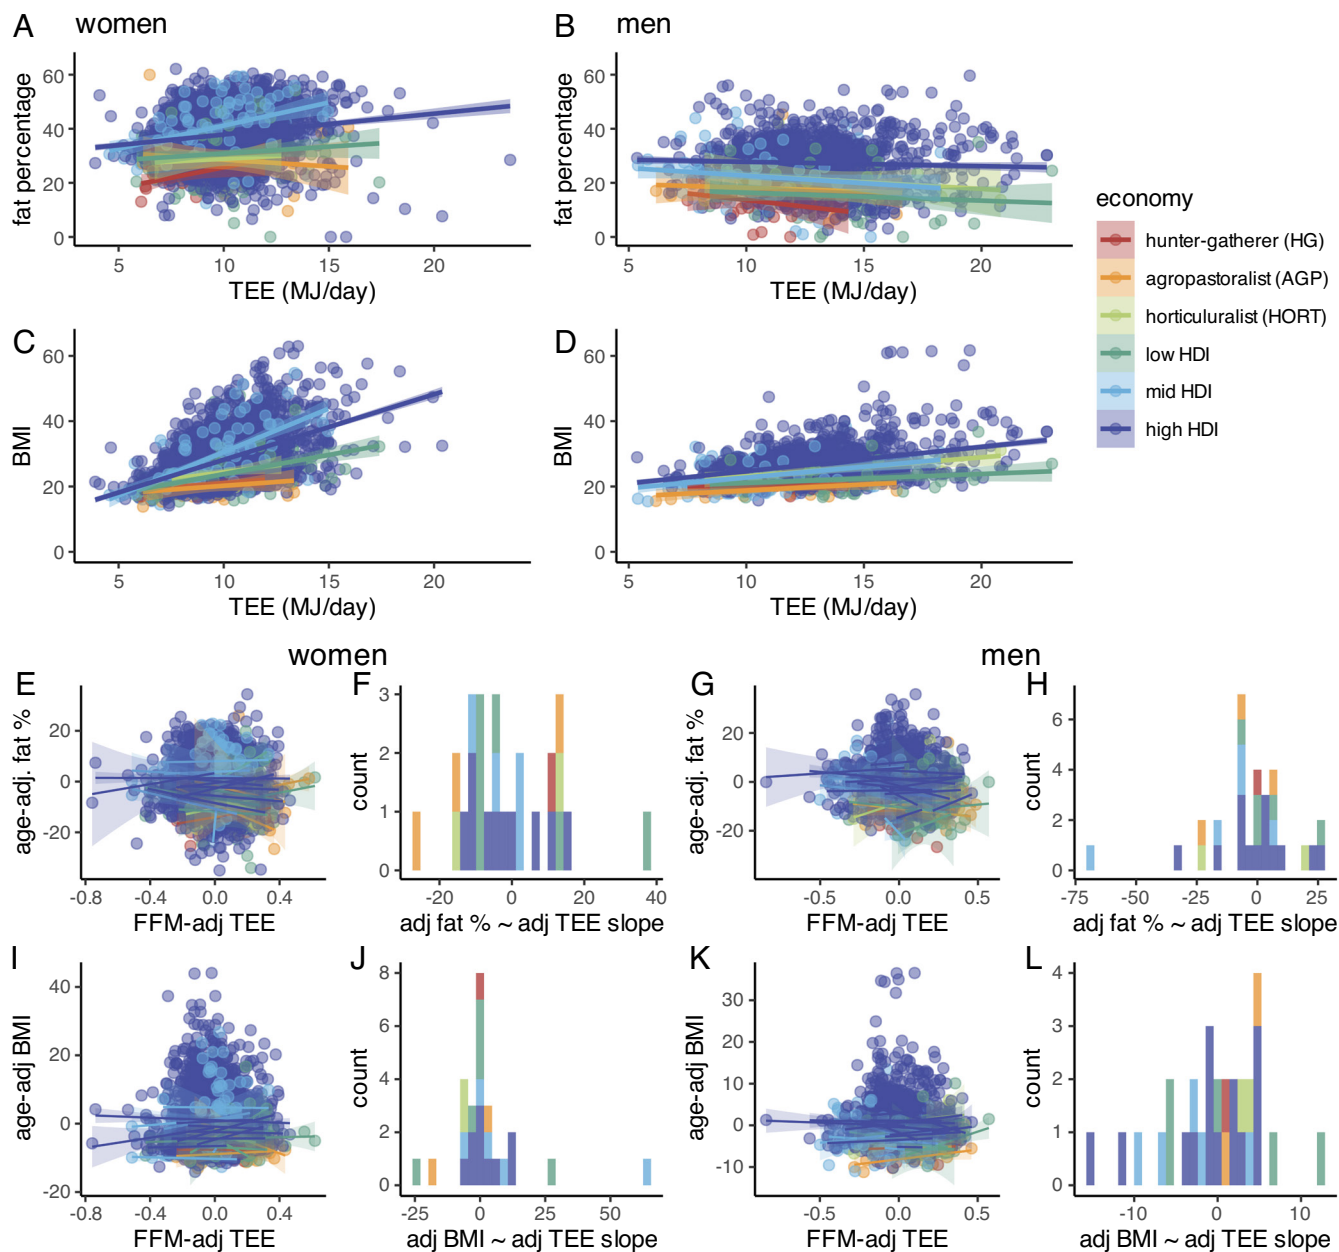 A women
B men
fat percentage
60
40
20
0
5 10 15 20
TEE (MJ/day)
fat percentage
60
40
20
0
5 10 15 20
TEE (MJ/day)
economy
hunter-gatherer (HG)
agropastoralist (AGP)
horticuluralist (HORT)
low HDI
mid HDI
high HDI
C
BMI
60
40
20
0
5 10 15 20
TEE (MJ/day)
D
BMI
60
40
20
0
5 10 15 20
TEE (MJ/day)
women
men
E
age-adj. fat %
20
0
-20
-0.8 -0.4 0.0 0.4
FFM-adj TEE
F
count
3
2
1
0
-20 0 20 40
adj fat % ~ adj TEE slope
G
age-adj. fat %
20
0
-20
-0.5 0.0 0.5
FFM-adj TEE
H
count
6
4
2
0
-75 -50 -25 0 25
adj fat % ~ adj TEE slope
I
age-adj BMI
40
20
0
-20
-0.8 -0.4 0.0 0.4
FFM-adj TEE
J
count
8
6
4
2
0
-25 0 25 50
adj BMI ~ adj TEE slope
K
age-adj BMI
30
20
10
0
-10
-0.5 0.0 0.5
FFM-adj TEE
L
count
4
3
2
1
0
-10 0 10
adj BMI ~ adj TEE slope